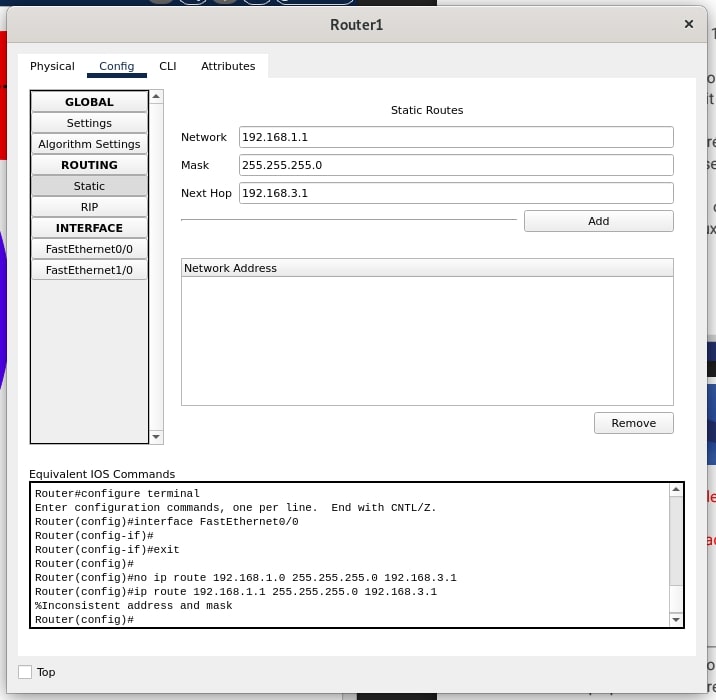 Router1
×
Physical
Config
CLI
Attributes
GLOBAL
Settings
Algorithm Settings
ROUTING
Static
RIP
INTERFACE
FastEthernet0/0
FastEthernet1/0
Static Routes
Network 192.168.1.1
Mask 255.255.255.0
Next Hop 192.168.3.1
Add
Network Address
Remove
Equivalent IOS Commands
Router#configure terminal
Enter configuration commands, one per line.  End with CNTL/Z.
Router(config)#interface FastEthernet0/0
Router(config-if)#
Router(config-if)#exit
Router(config)#
Router(config)#no ip route 192.168.1.0 255.255.255.0 192.168.3.1
Router(config)#ip route 192.168.1.1 255.255.255.0 192.168.3.1
%Inconsistent address and mask
Router(config)#
Top